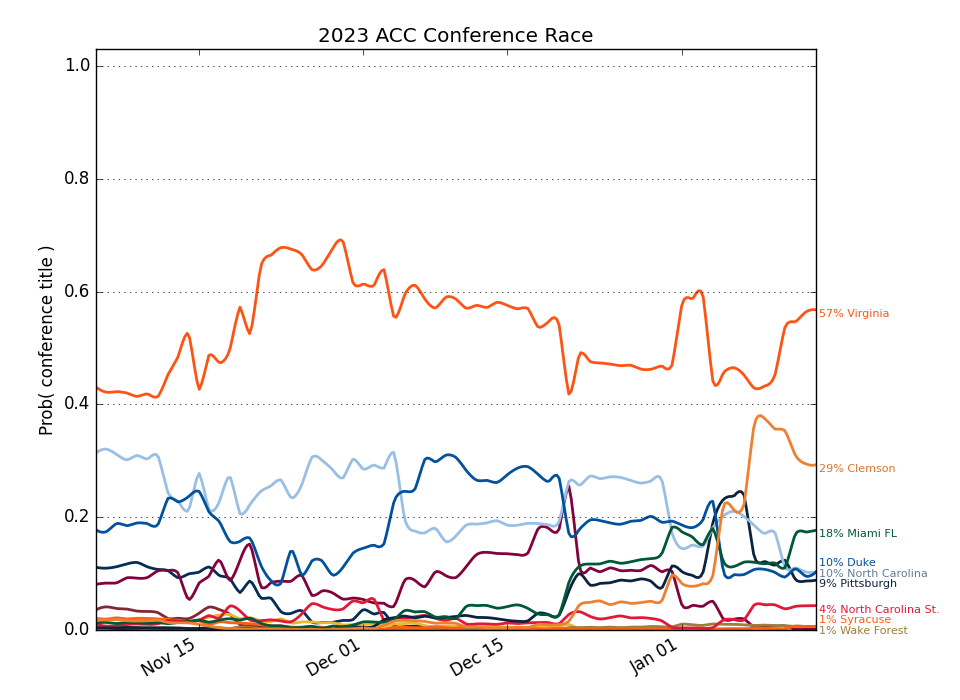 2023 ACC Conference Race
Prob( conference title )
1.0
0.8
0.6
0.4
0.2
0.0
Nov 15
Dec 01
Dec 15
Jan 01
57% Virginia
29% Clemson
18% Miami FL
10% Duke
10% North Carolina
9% Pittsburgh
4% North Carolina St.
1% Syracuse
1% Wake Forest